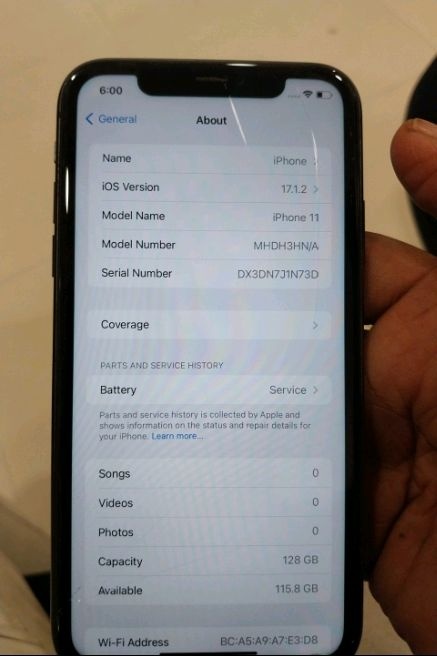 6:00
General
About
Name iPhone
iOS Version 17.1.2
Model Name iPhone 11
Model Number MHDH3HN/A
Serial Number DX3DN7J1N73D
Coverage
PARTS AND SERVICE HISTORY
Battery Service
Parts and service history is collected by Apple and
shows information on the status and repair details for
your iPhone. Learn more...
Songs 0
Videos 0
Photos 0
Capacity 128 GB
Available 115.8 GB
Wi-Fi Address BC:A5:A9:A7:E3:D8